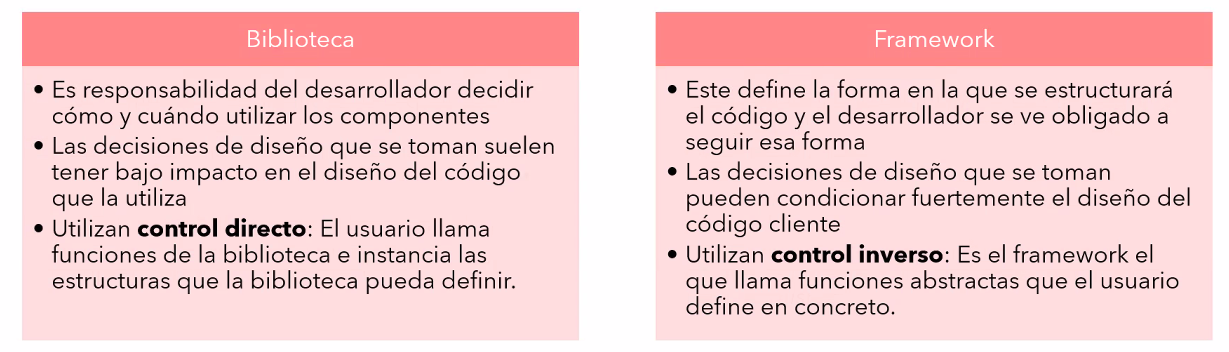 Biblioteca
• Es responsabilidad del desarrollador decidir
cómo y cuándo utilizar los componentes
• Las decisiones de diseño que se toman suelen
tener bajo impacto en el diseño del código
que la utiliza
• Utilizan control directo: El usuario llama
funciones de la biblioteca e instancia las
estructuras que la biblioteca pueda definir.
Framework
• Este define la forma en la que se estructurará
el código y el desarrollador se ve obligado a
seguir esa forma
• Las decisiones de diseño que se toman
pueden condicionar fuertemente el diseño del
código cliente
• Utilizan control inverso: Es el framework el
que llama funciones abstractas que el usuario
define en concreto.